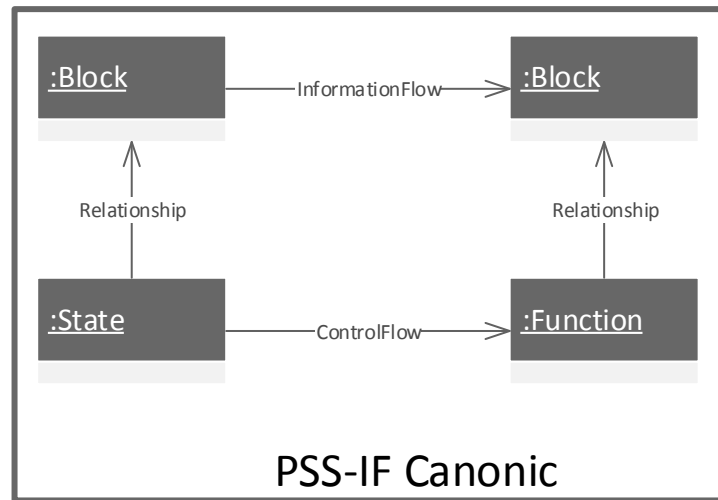 :Block
InformationFlow
:Block
Relationship
Relationship
:State
ControlFlow
:Function
PSS-IF Canonic